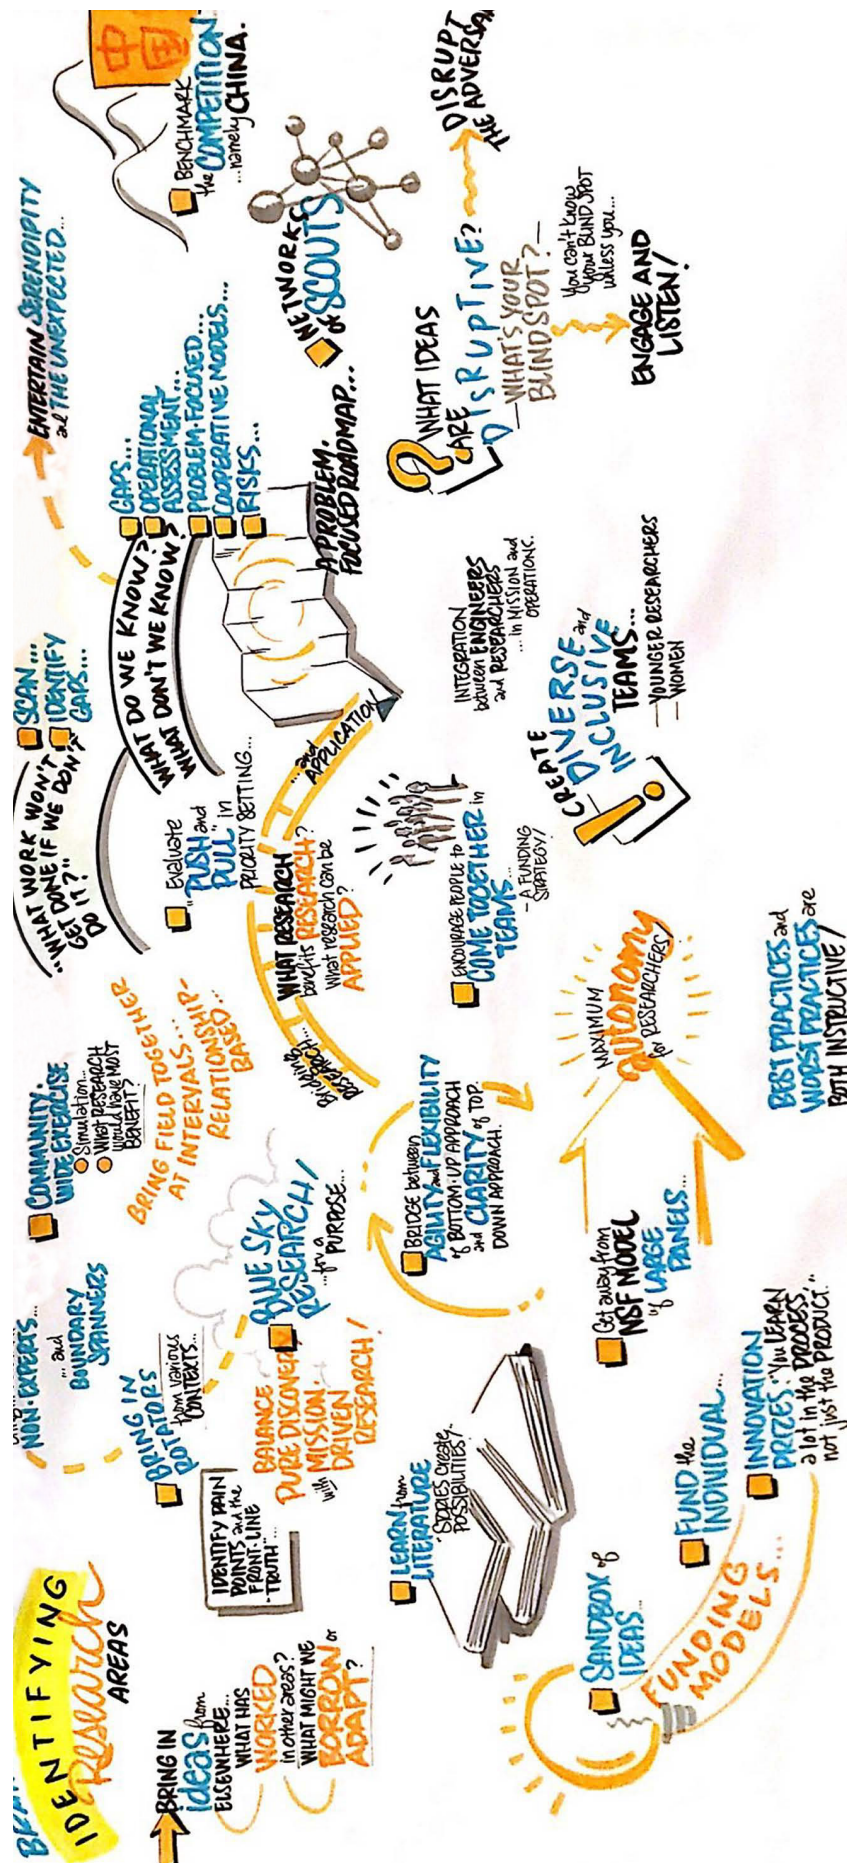 IDENTIFYING
Research
AREAS
BRING IN
ideas from
ELSEWHERE...
WHAT HAS
WORKED
in other areas?
WHAT MIGHT WE
BORROW or
ADAPT?
NON-EXPERTS...
... and
BOUNDARY
SPANNERS
BRING IN
ROTATORS
from various
CONTEXTS...
IDENTIFY PAIN
POINTS and the
FRONT-LINE
"TRUTH"...
BALANCE
PURE DISCOVERY
with MISSION-
DRIVEN
RESEARCH!
BLUE SKY
RESEARCH!
...for a
PURPOSE...
COMMUNITY-
WIDE EXERCISE
Simulation...
What RESEARCH
would have MOST
BENEFIT?
BRING FIELD TOGETHER
AT INTERVALS...
RELATIONSHIP-
BASED...
"WHAT WORK WON'T
GET DONE IF WE DON'T
DO IT?"
SCAN...
IDENTIFY
GAPS...
WHAT DO WE KNOW?
WHAT DON'T WE KNOW?
ENTERTAIN SERENDIPITY
and THE UNEXPECTED...
GAPS...
OPERATIONAL
ASSESSMENT...
PROBLEM-FOCUSED...
COOPERATIVE MODELS...
RISKS...
Evaluate
"PUSH and
PULL" in
PRIORITY SETTING...
Bridging
RESEARCH...
...and
APPLICATION
WHAT RESEARCH
benefits RESEARCH?
What research can be
APPLIED?
A PROBLEM-
FOCUSED ROADMAP...
中国
BENCHMARK
the COMPETITION
...namely CHINA.
NETWORKS
of SCOUTS
LEARN from
LITERATURE
"STORIES Create
POSSIBILITIES!"
BRIDGE between
AGILITY and FLEXIBILITY
of BOTTOM-UP APPROACH
and CLARITY of TOP-
DOWN APPROACH.
ENCOURAGE PEOPLE to
COME TOGETHER in
TEAMS...
- A FUNDING
STRATEGY!
INTEGRATION
between ENGINEERS
and RESEARCHERS
...in MISSION and
OPERATIONS.
?
WHAT IDEAS
ARE
DISRUPTIVE?
DISRUPT
THE
- WHAT'S YOUR
BLIND SPOT? -
You can't know
your BLIND SPOT
unless you...
ENGAGE AND
LISTEN!
!
CREATE
DIVERSE and
INCLUSIVE
TEAMS...
- YOUNGER RESEARCHERS
- WOMEN
SANDBOX of
IDEAS...
FUNDING
MODELS...
FUND the
INDIVIDUAL...
INNOVATION
PRIZES: "YOU LEARN
a lot in the PROCESS,
not just the PRODUCT."
Get away from
NSF MODEL
of LARGE
PANELS...
MAXIMUM
autonomy
for RESEARCHERS!
BEST PRACTICES and
WORST PRACTICES are
BOTH INSTRUCTIVE!